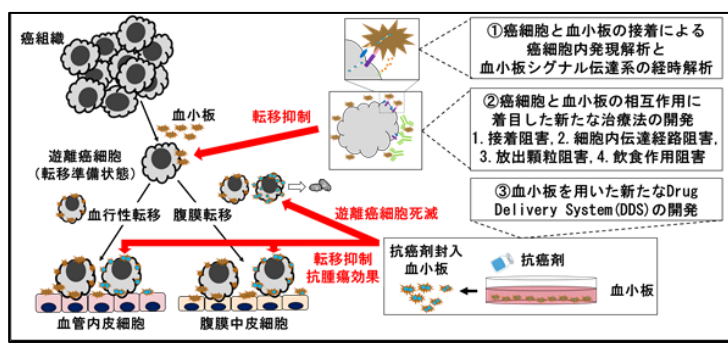 癌組織
血小板
遊離癌細胞
(転移準備状態)
転移抑制
血行性転移
腹膜転移
遊離癌細胞死滅
転移抑制
抗腫瘍効果
血管内皮細胞
腹膜中皮細胞
①癌細胞と血小板の接着による
癌細胞内発現解析と
血小板シグナル伝達系の経時解析
②癌細胞と血小板の相互作用に
着目した新たな治療法の開発
1.接着阻害,2.細胞内伝達経路阻害,
3.放出顆粒阻害,4.飲食作用阻害
③血小板を用いた新たなDrug
Delivery System(DDS)の開発
抗癌剤封入
血小板
抗癌剤
血小板